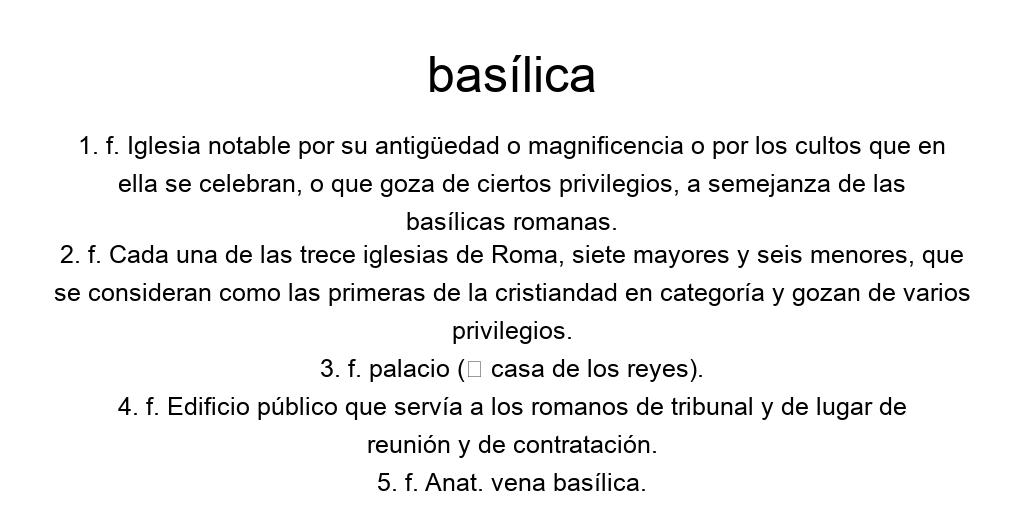 basílica
1. f. Iglesia notable por su antigüedad o magnificencia o por los cultos que en
ella se celebran, o que goza de ciertos privilegios, a semejanza de las
basílicas romanas.
2. f. Cada una de las trece iglesias de Roma, siete mayores y seis menores, que
se consideran como las primeras de la cristiandad en categoría y gozan de varios
privilegios.
3. f. palacio (□ casa de los reyes).
4. f. Edificio público que servía a los romanos de tribunal y de lugar de
reunión y de contratación.
5. f. Anat. vena basílica.